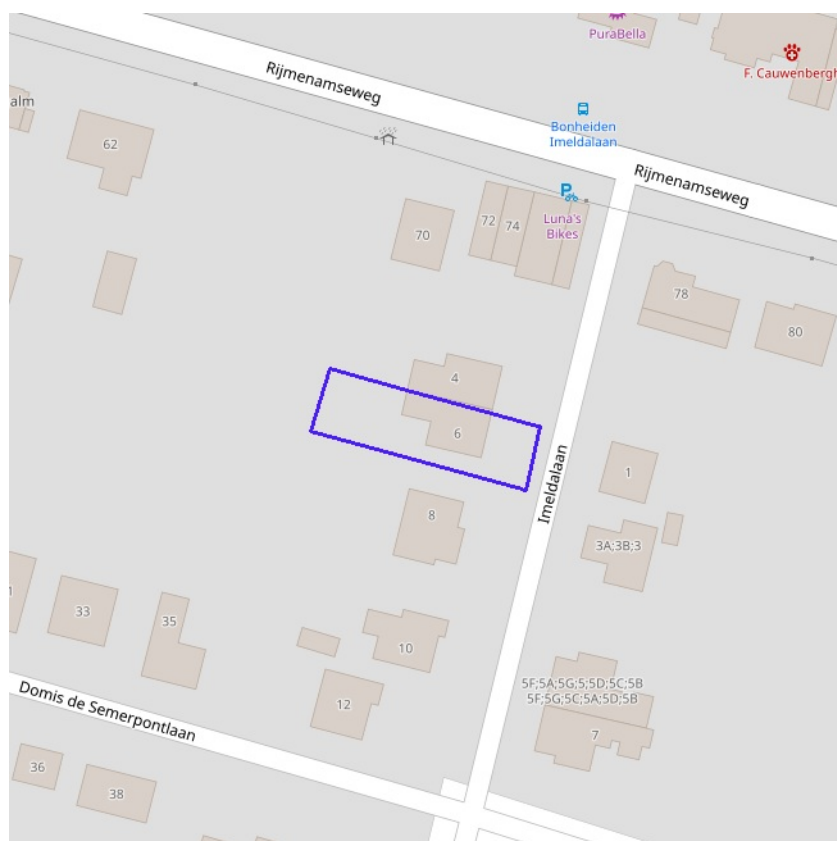 PuraBella
F. Cauwenbergh
Rijmenamseweg
alm
Bonheiden
Imeldalaan
62
Rijmenamseweg
P
72
74
Luna's
Bikes
70
78
80
4
6
Imeldalaan
1
8
3A;3B;3
33
35
10
5F;5A;5G;5;5D;5C;5B
5F;5G;5C;5A;5D;5B
12
7
Domis de Semerpontlaan
36
38
1